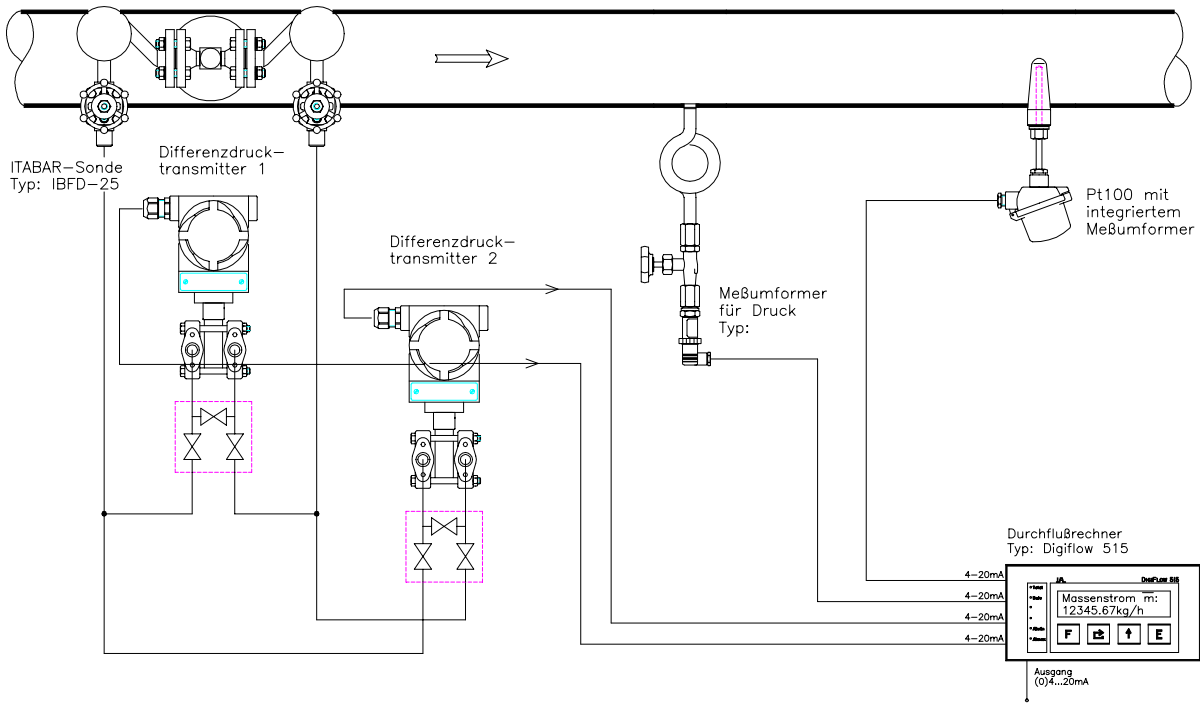 ITABAR-Sonde
Typ: IBFD-25
Differenzdruck-
transmitter 1
Differenzdruck-
transmitter 2
Meßumformer
für Druck
Typ:
Pt100 mit
integriertem
Meßumformer
Durchflußrechner
Typ: Digiflow 515
4-20mA
4-20mA
4-20mA
4-20mA
DIGIFLOW 515
Massenstrom m:
12345.67kg/h
F
E
Ausgang
(0)4...20mA